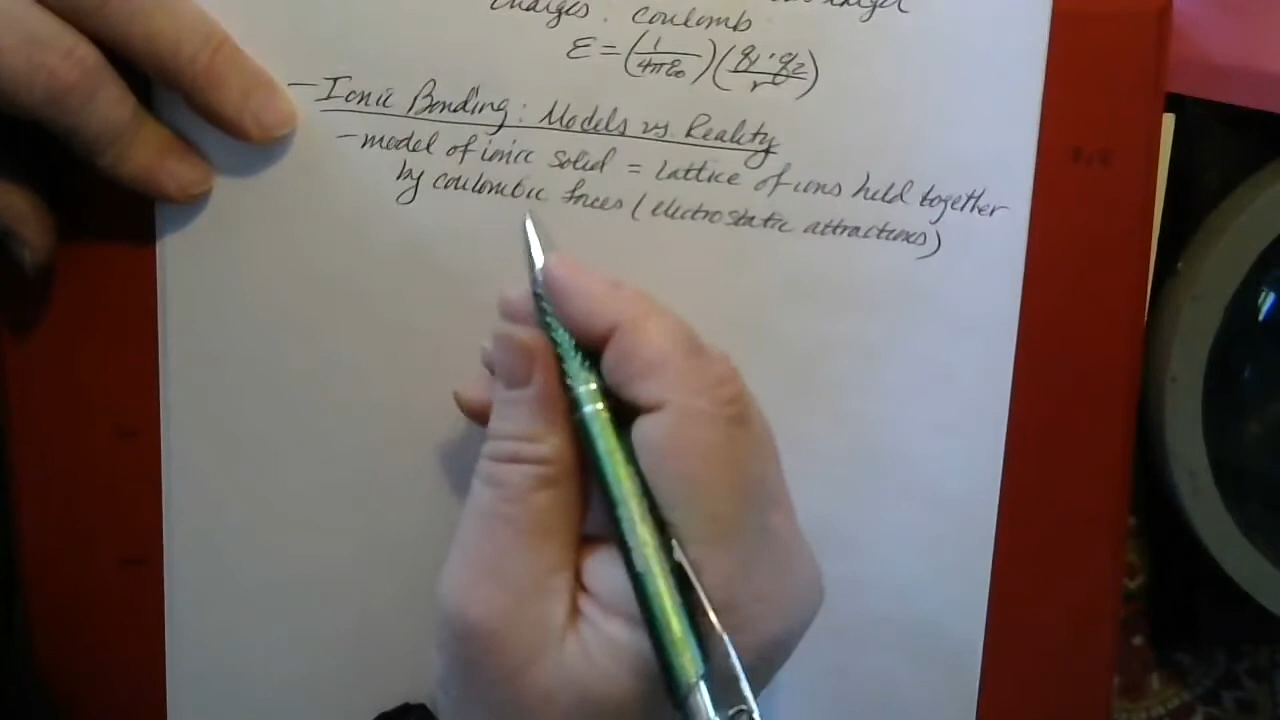 charges. coulomb
ε = (1/4πε₀)(q₁·q₂/r)
- Ionic Bonding: Models vs. Reality
- model of ionic solid = lattice of ions held together
by coulombic forces (electrostatic attractions)